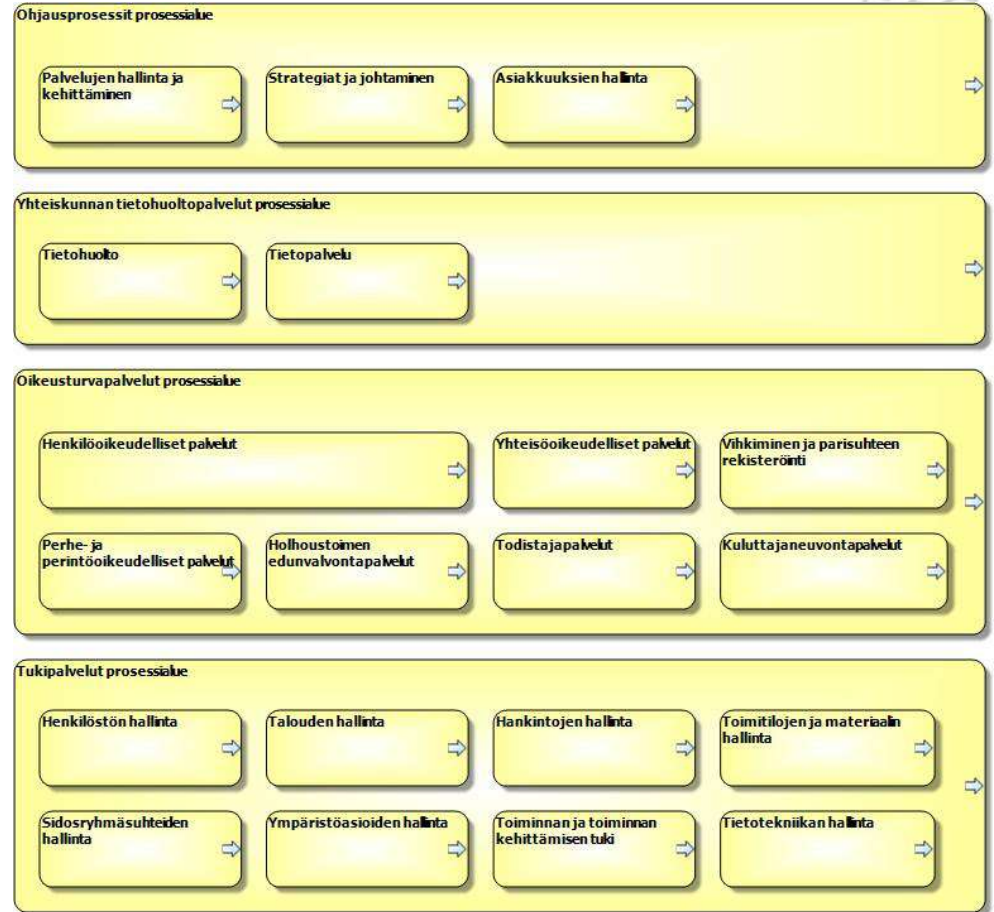 Ohjausprosessit prosessialue
Palvelujen hallinta ja
kehittäminen
Strategiat ja johtaminen
Asiakkuuksien hallinta
Yhteiskunnan tietohuoltopalvelut prosessialue
Tietohuolto
Tietopalvelu
Oikeusturvapalvelut prosessialue
Henkilöoikeudelliset palvelut
Yhteisöoikeudelliset palvelut
Vihkiminen ja parisuhteen
rekisteröinti
Perhe- ja
perintöoikeudelliset palvelut
Holhoustoimen
edunvalvontapalvelut
Todistajapalvelut
Kuluttajaneuvontapalvelut
Tukipalvelut prosessialue
Henkilöstön hallinta
Talouden hallinta
Hankintojen hallinta
Toimitilojen ja materiaalin
hallinta
Sidosryhmäsuhteiden
hallinta
Ympäristöasioiden hallinta
Toiminnan ja toiminnan
kehittämisen tuki
Tietotekniikan hallinta